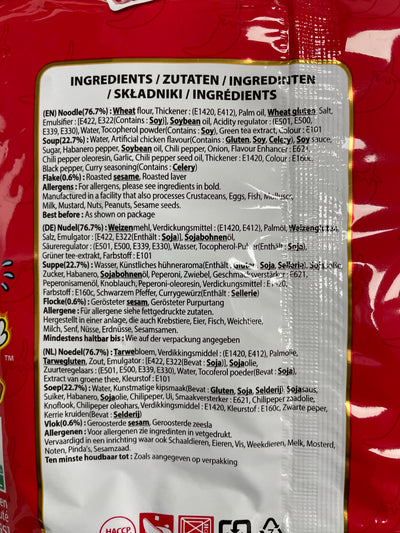 INGREDIENTS / ZUTATEN / INGREDIËNTEN
/ SKŁADNIKI / INGRÉDIENTS
(EN) Noodle(76.7%) : Wheat flour, Thickener : (E1420, E412), Palm oil, Wheat gluten, Salt,
Emulsifier : (E422, E322(Contains : Soy)), Soybean oil, Acidity regulator : (E501, E500,
E339, E330), Water, Tocopherol powder(Contains : Soy), Green tea extract, Colour : E101
Soup(22.7%) : Water, Artificial chicken flavour(Contains : Gluten, Soy, Celery), Soy sauce,
Sugar, Habanero pepper, Soybean oil, Chili pepper, Onion, Flavour Enhancer : E621,
Chili pepper oleoresin, Garlic, Chili pepper seed oil, Thickener : E1420, Colour : E160c,
Black pepper, Curry seasoning(Contains : Celery)
Flake(0.6%) : Roasted sesame, Roasted laver
Allergens : For allergens, please see ingredients in bold.
Manufactured in a facility that also processes Crustaceans, Eggs, Fish, Molluscs,
Milk, Mustard, Nuts, Peanuts, Sesame seeds.
Best before : As shown on package
(DE) Nudel(76.7%) : Weizenmehl, Verdickungsmittel : (E1420, E412), Palmöl,
Salz, Emulgator : (E422, E322(Enthält : Soja)), Sojabohnenöl,
Säureregulator : (E501, E500, E339, E330), Wasser, Tocopherol-Pulver(Enthält : Soja),
Grüner tee-extrakt, Farbstoff : E101
Suppe(22.7%) : Wasser, Künstliches hühneraroma(Enthält : Soja, Sellerie),
Zucker, Habanero, Sojabohnenöl, Peperoni, Zwiebel, Geschmacksverstärker :
Peperonisamenöl, Knoblauch, Peperoni-oleoresin, Verdickungsmittel : E1420,
Farbstoff : E160c, Schwarzem Pfeffer, Currygewürz(Enthält : Sellerie)
Flocke(0.6%) : Gerösteter sesam, Gerösteter seetang
Allergene : Für allergene siehe fettgedruckte zutaten.
Hergestellt in einer anlage, die auch Krebstiere, Eier, Fisch, Weichtiere,
Milch, Senf, Nüsse, Erdnüsse, Sesamsamen.
Mindestens haltbar bis : Wie auf der verpackung angegeben
(NL) Noedel(76.7%) : Tarwebloem, Verdikkingsmiddel : (E1420, E412), Palmolie,
Tarwegluten, Zout, Emulgator : (E422, E322(Bevat : Soja)), Sojaolie,
Zuurteregelaars : (E501, E500, E339, E330), Water, Tocoferol poeder(Bevat : Soja),
Extract van groene thee, Kleurstof : E101
Soep(22.7%) : Water, Kunstmatige kipsmaak(Bevat : Gluten, Soja, Selderij), Sojasaus,
Suiker, Habanero, Sojaolie, Chilipeper, Ui, Smaakversterker : E621, Chilipeper zaadolie,
Knoflook, Chilipeper oleohars, Verdikkingsmiddel : E1420, Kleurstof : E160c, Zwarte peper,
Kerrie kruiden(Bevat : Selderij)
Vlok(0.6%) : Geroosterde sesam, Geroosterde zeesla
Allergenen : Voor allergenen zie ingrediënten in vetgedrukt.
Vervaardigd in een inrichting waar ook Schaaldieren, Eieren, Vis, Weekdieren, Melk, Mosterd,
Noten, Pinda's, Sesamzaad.
Ten minste houdbaar tot : Zoals aangegeven op verpakking
TM
HACCP
7